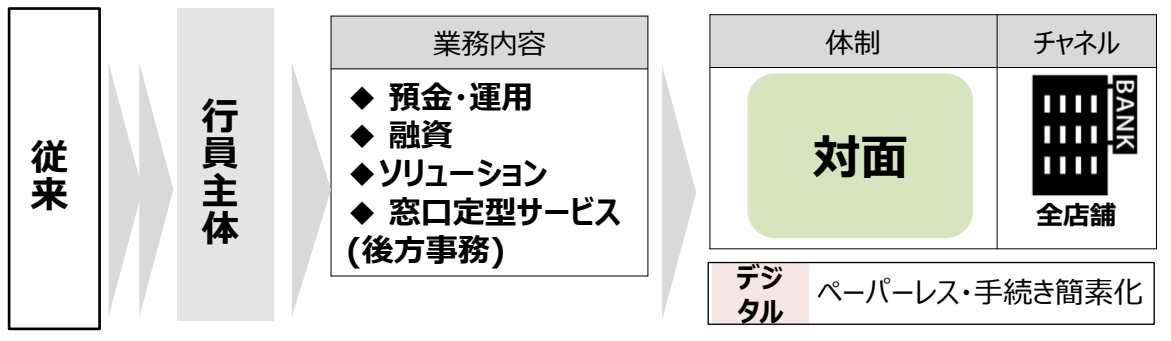 従来
行員主体
業務内容
◆ 預金・運用
◆ 融資
◆ソリューション
◆ 窓口定型サービス
(後方事務)
体制
チャネル
対面
BANK
全店舗
デジ
タル
ペーパーレス・手続き簡素化